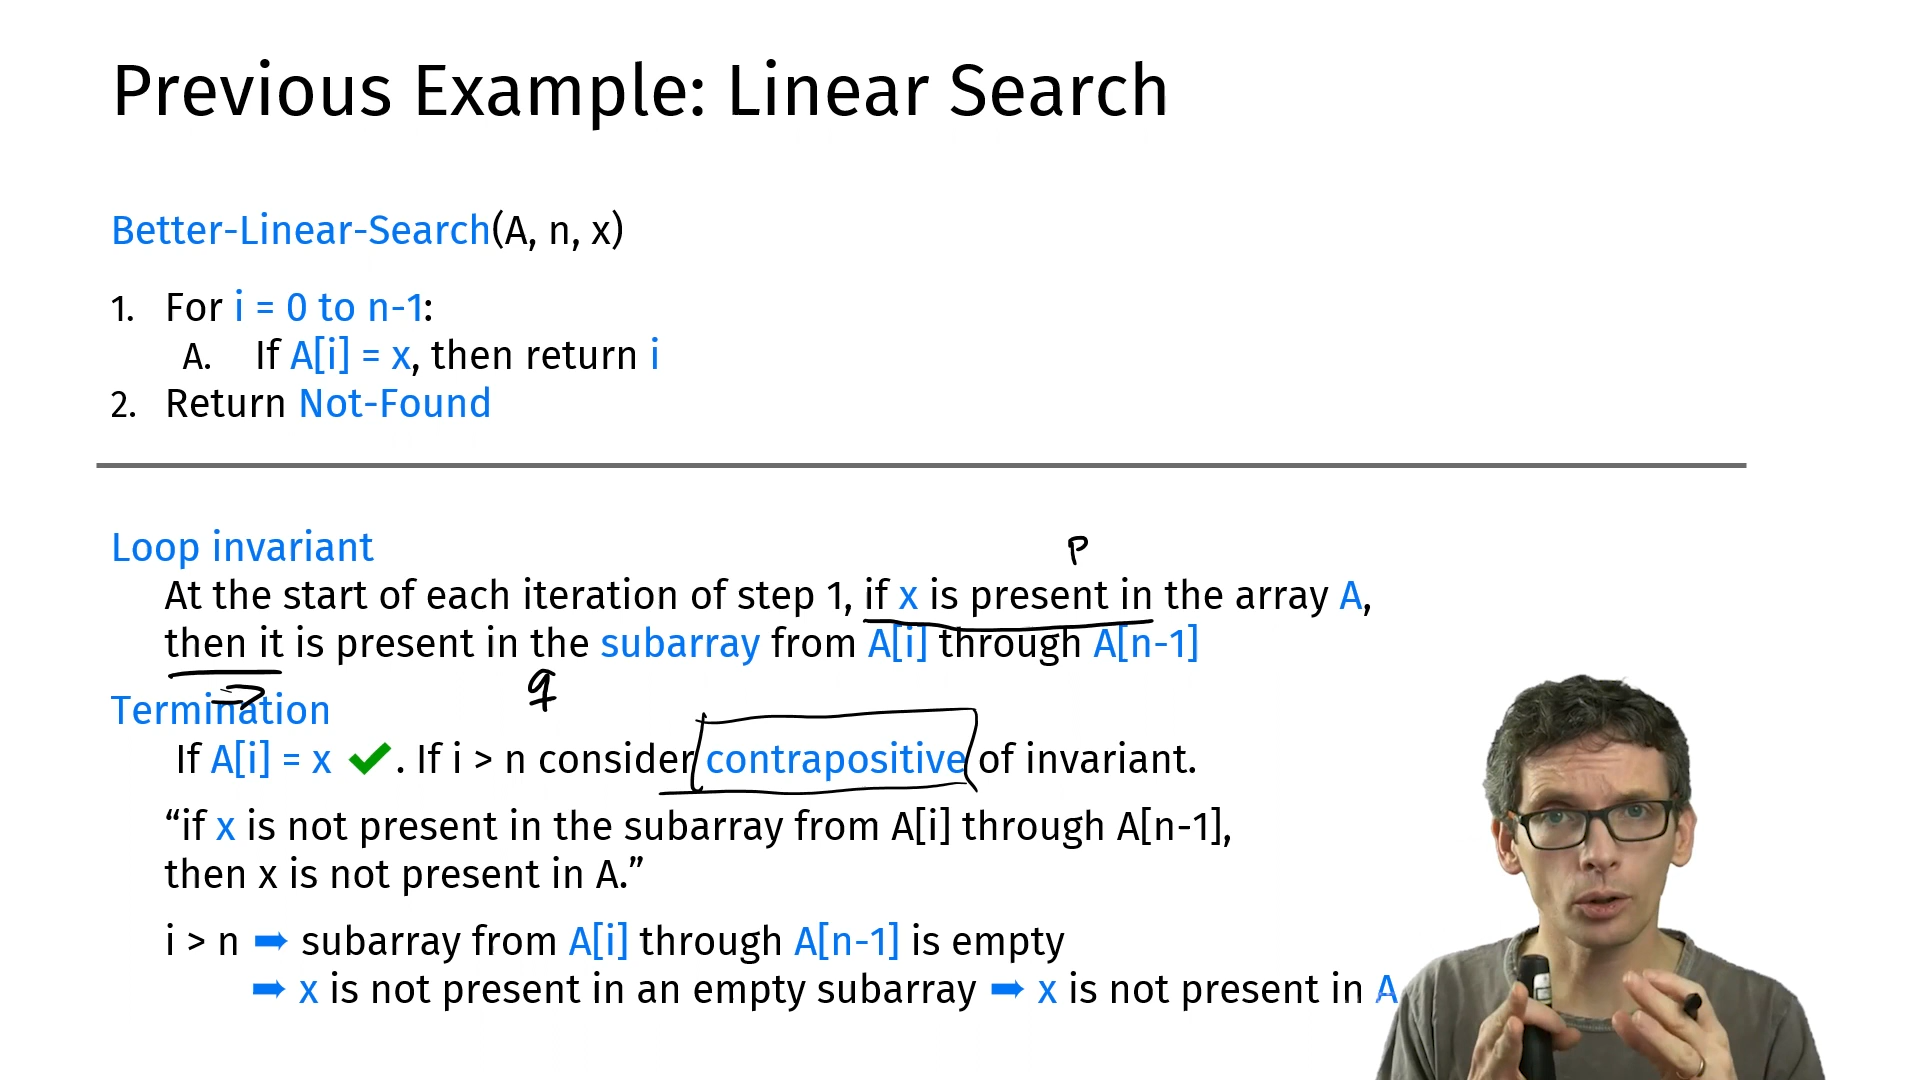 Previous Example: Linear Search
Better-Linear-Search(A, n, x)
1. For i = 0 to n-1:
A. If A[i] = x, then return i
2. Return Not-Found
Loop invariant
P
At the start of each iteration of step 1, if x is present in the array A,
then it is present in the subarray from A[i] through A[n-1]
⇒ q
Termination
If A[i] = x ✔. If i > n consider contrapositive of invariant.
“if x is not present in the subarray from A[i] through A[n-1],
then x is not present in A.”
i > n ➡ subarray from A[i] through A[n-1] is empty
➡ x is not present in an empty subarray ➡ x is not present in A